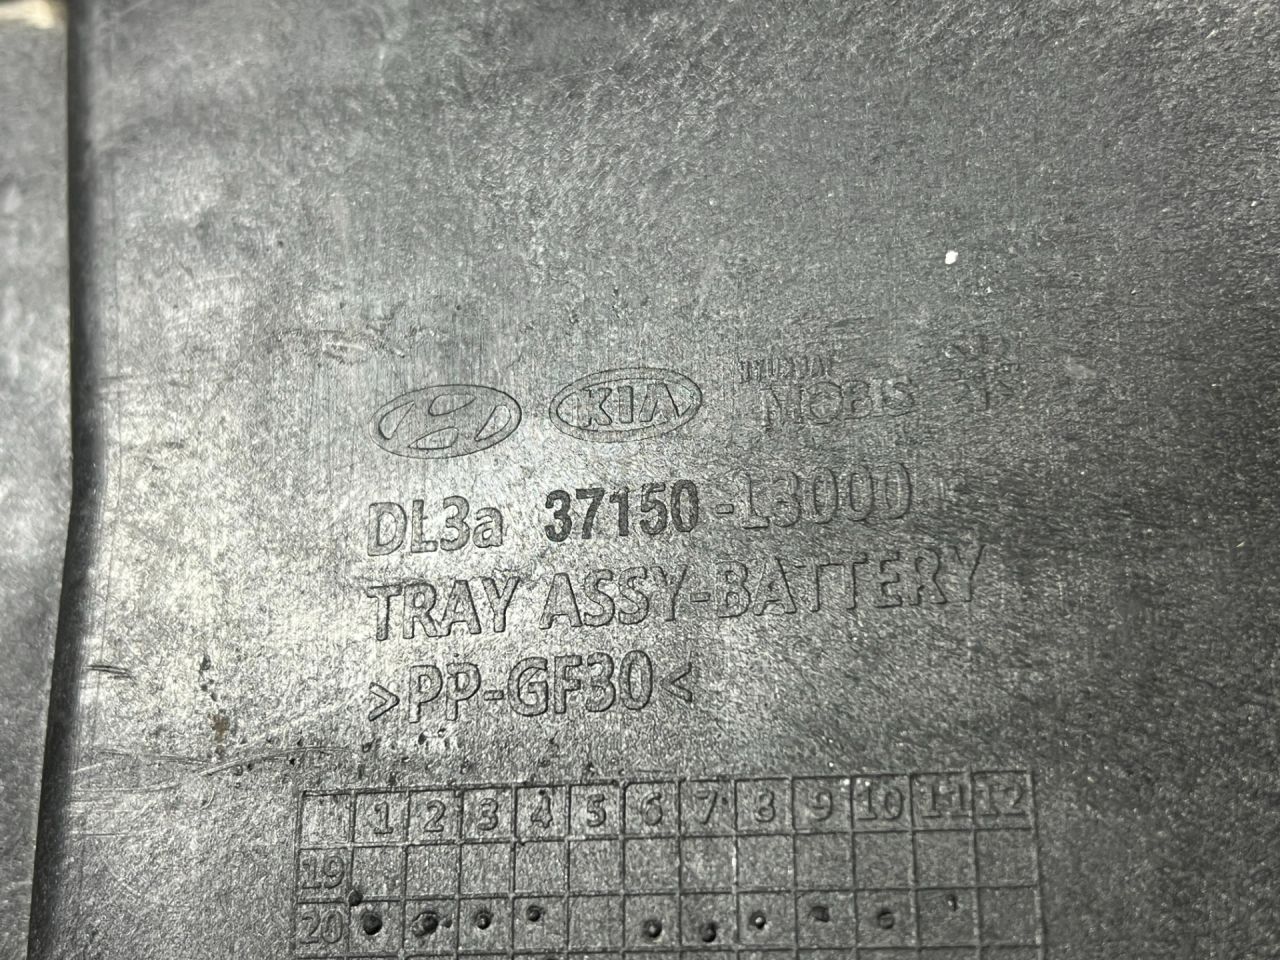 KIA HYUNDAI MOBIS
DL3a 37150-L3000
TRAY ASSY-BATTERY
>PP-GF30<
1 2 3 4 5 6 7 8 9 10 11 12
19
20